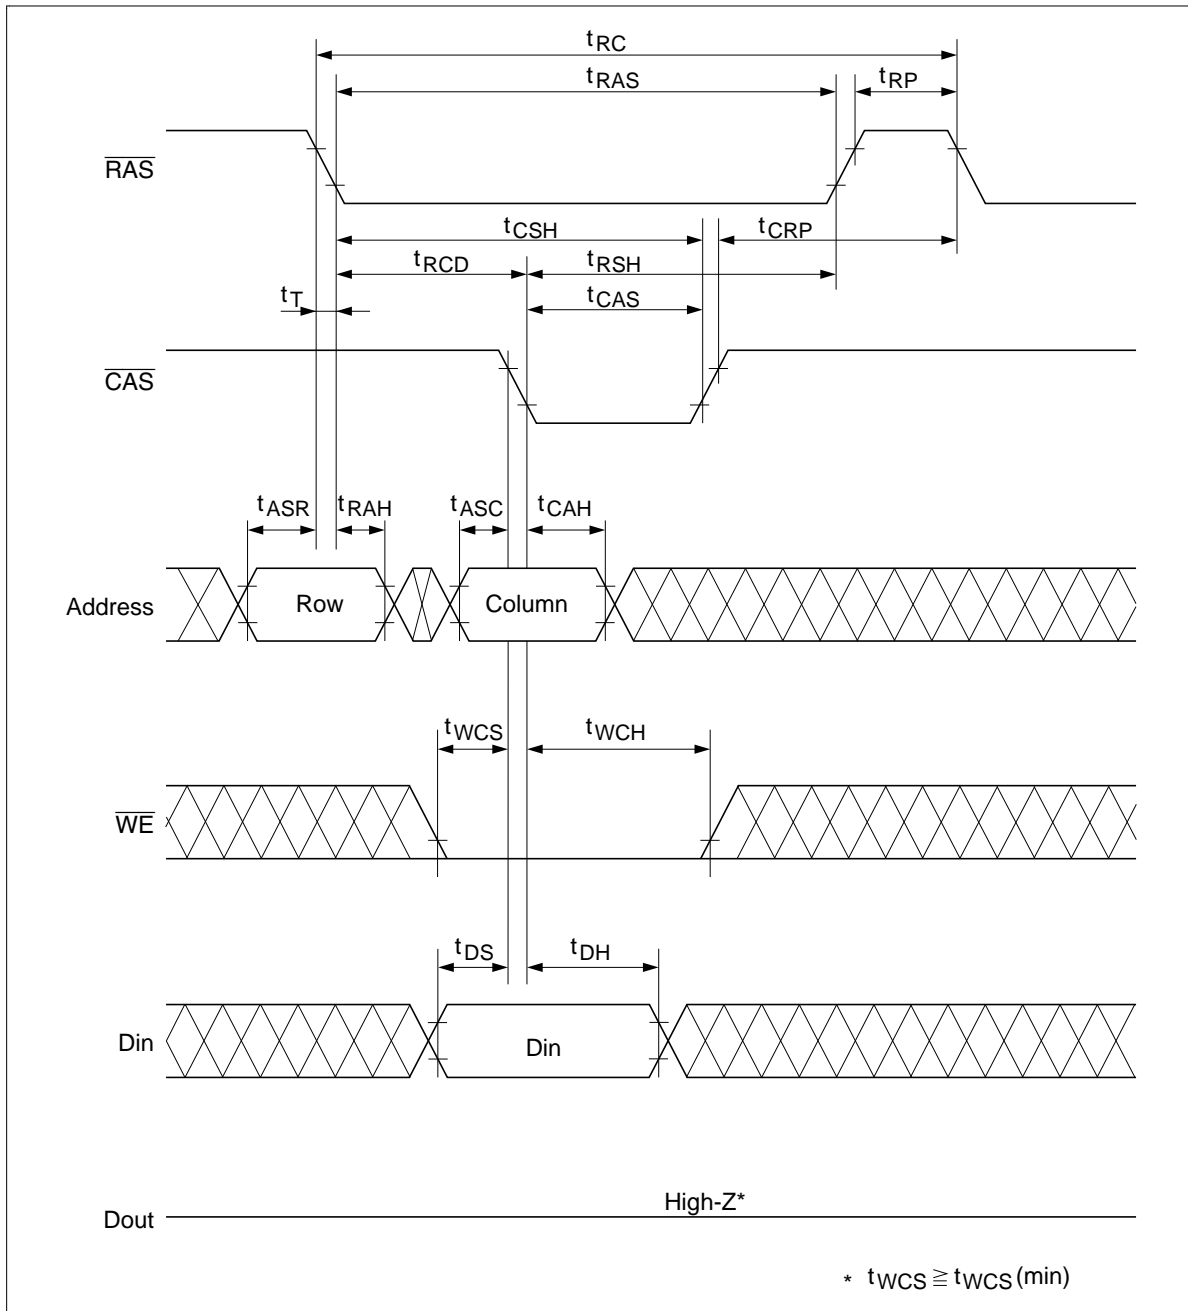 tRC
tRAS
tRP
RAS
tCSH
tCRP
tRCD
tRSH
tT
tCAS
CAS
tASR
tRAH
tASC
tCAH
Address
Row
Column
tWCS
tWCH
WE
tDS
tDH
Din
Din
High-Z*
Dout
* tWCS ≧ tWCS(min)